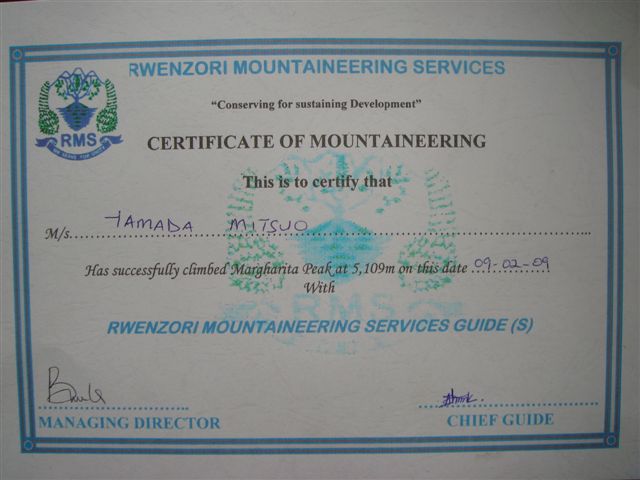 RWENZORI MOUNTAINEERING SERVICES
"Conserving for sustaining Development"
RMS
CERTIFICATE OF MOUNTAINEERING
This is to certify that
M/s. YAMADA MITSUO
Has successfully climbed Margharita Peak at 5,109m on this date 09-02-09
With
RMS
RWENZORI MOUNTAINEERING SERVICES GUIDE (S)
MANAGING DIRECTOR
CHIEF GUIDE